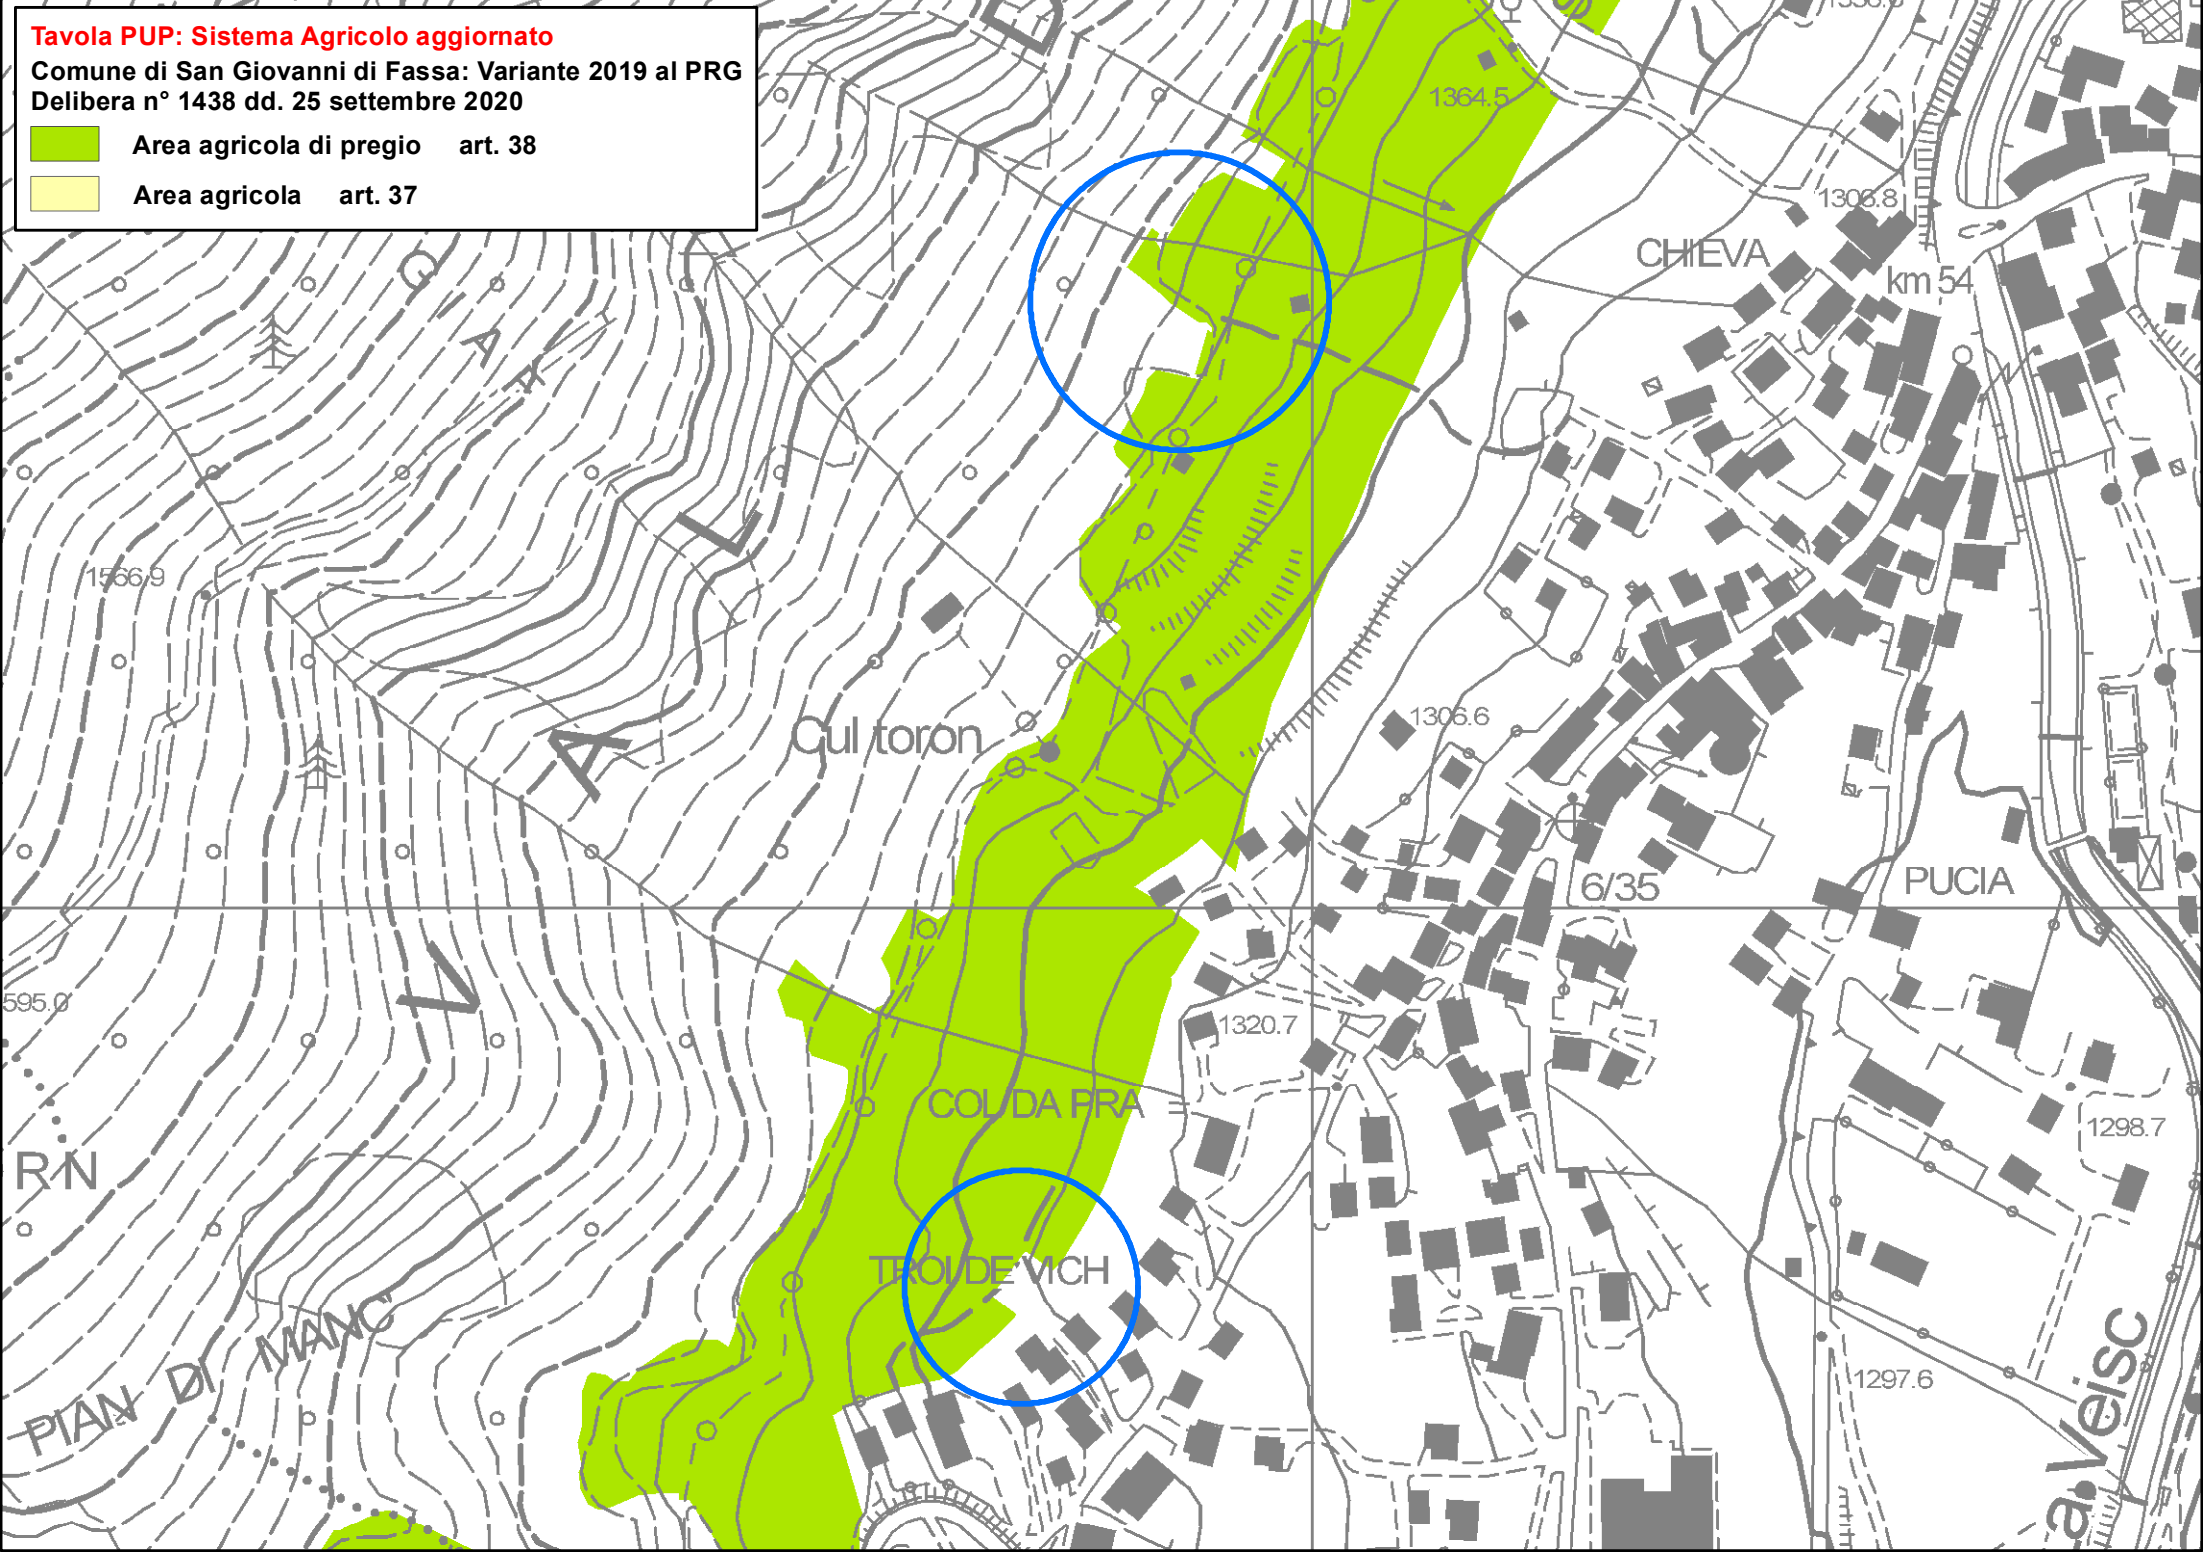 Tavola PUP: Sistema Agricolo aggiornato
Comune di San Giovanni di Fassa: Variante 2019 al PRG
Delibera n° 1438 dd. 25 settembre 2020
Area agricola di pregio art. 38
Area agricola art. 37
1364.5
1306.8
CHIEVA
km 54
1566.9
VAL
Cul toron
1306.6
6/35
PUCIA
595.0
1320.7
COL DA PRA
1298.7
RN
TROI DE VICH
PIAN DI MANC
1297.6
a Veisc